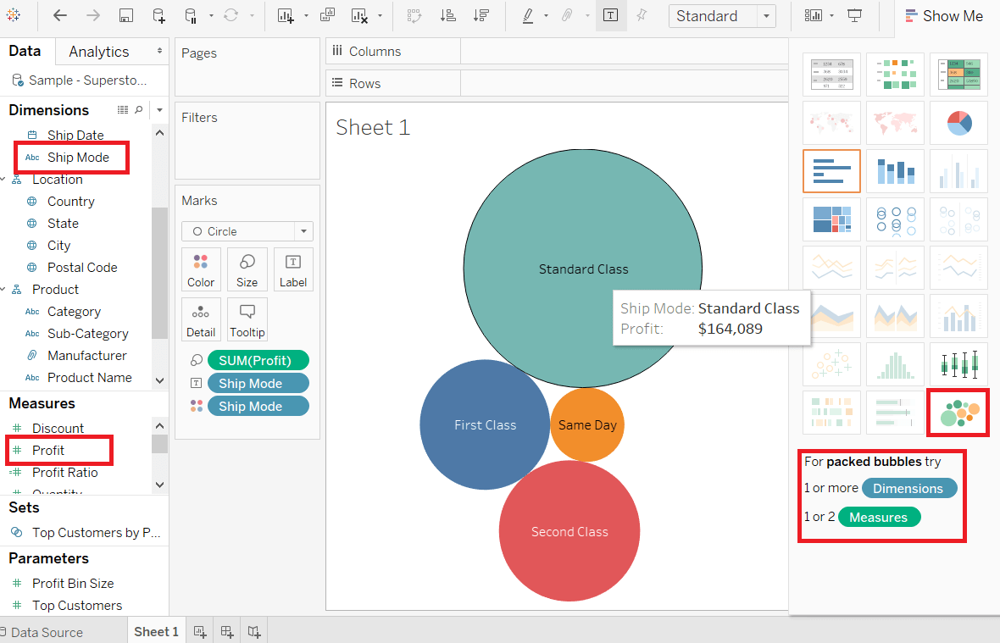 Standard
Show Me
Data
Analytics
Pages
Columns
Sample - Supersto...
Rows
Dimensions
Filters
Sheet 1
Ship Date
Abc Ship Mode
Location
Country
State
City
Postal Code
Product
Abc Category
Abc Sub-Category
Manufacturer
Abc Product Name
Marks
Circle
Color
Size
Label
Detail
Tooltip
SUM(Profit)
Ship Mode
Ship Mode
Standard Class
Ship Mode: Standard Class
Profit: $164,089
First Class
Same Day
Second Class
Measures
Discount
Profit
Profit Ratio
Quantity
Sets
Top Customers by P...
Parameters
Profit Bin Size
Top Customers
For packed bubbles try
1 or more Dimensions
1 or 2 Measures
Data Source
Sheet 1